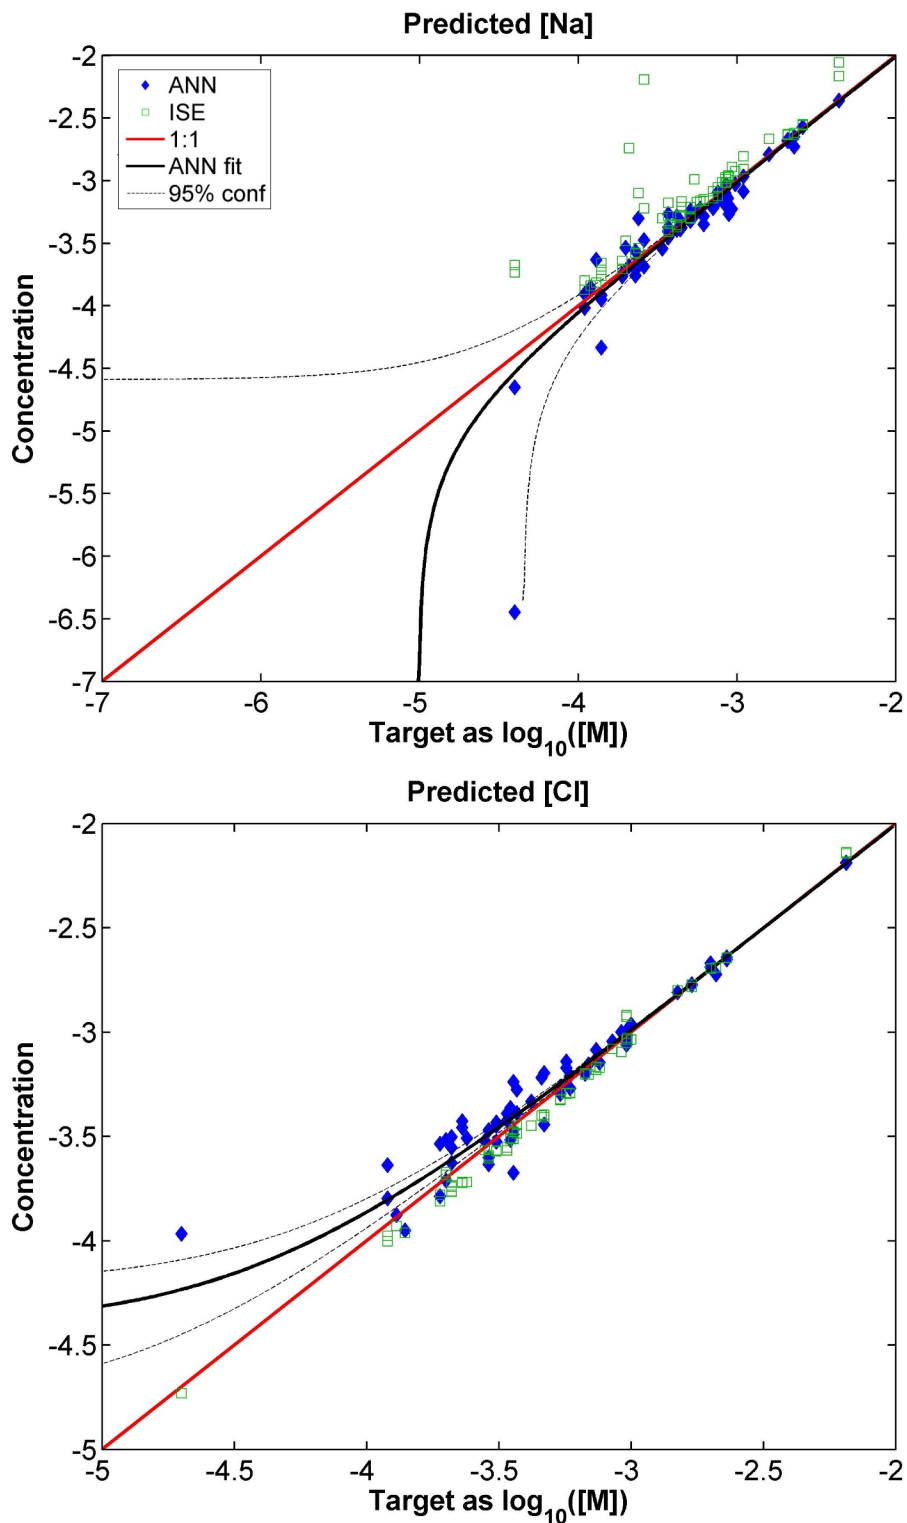 Predicted [Na]
-2
-2.5
-3
-3.5
-4
-4.5
-5
-5.5
-6
-6.5
-7
Concentration
ANN
ISE
1:1
ANN fit
95% conf
-7 -6 -5 -4 -3 -2
Target as log10([M])
Predicted [Cl]
-2
-2.5
-3
-3.5
-4
-4.5
-5
Concentration
-5 -4.5 -4 -3.5 -3 -2.5 -2
Target as log10([M])